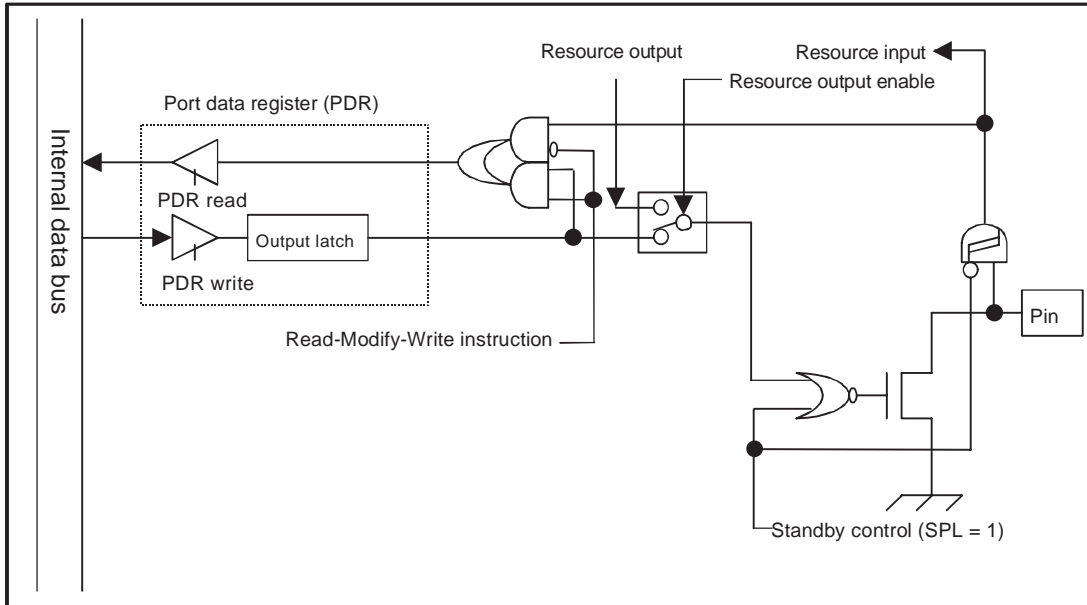 Resource output
Resource input
Resource output enable
Port data register (PDR)
Internal data bus
PDR read
Output latch
PDR write
Pin
Read-Modify-Write instruction
Standby control (SPL = 1)